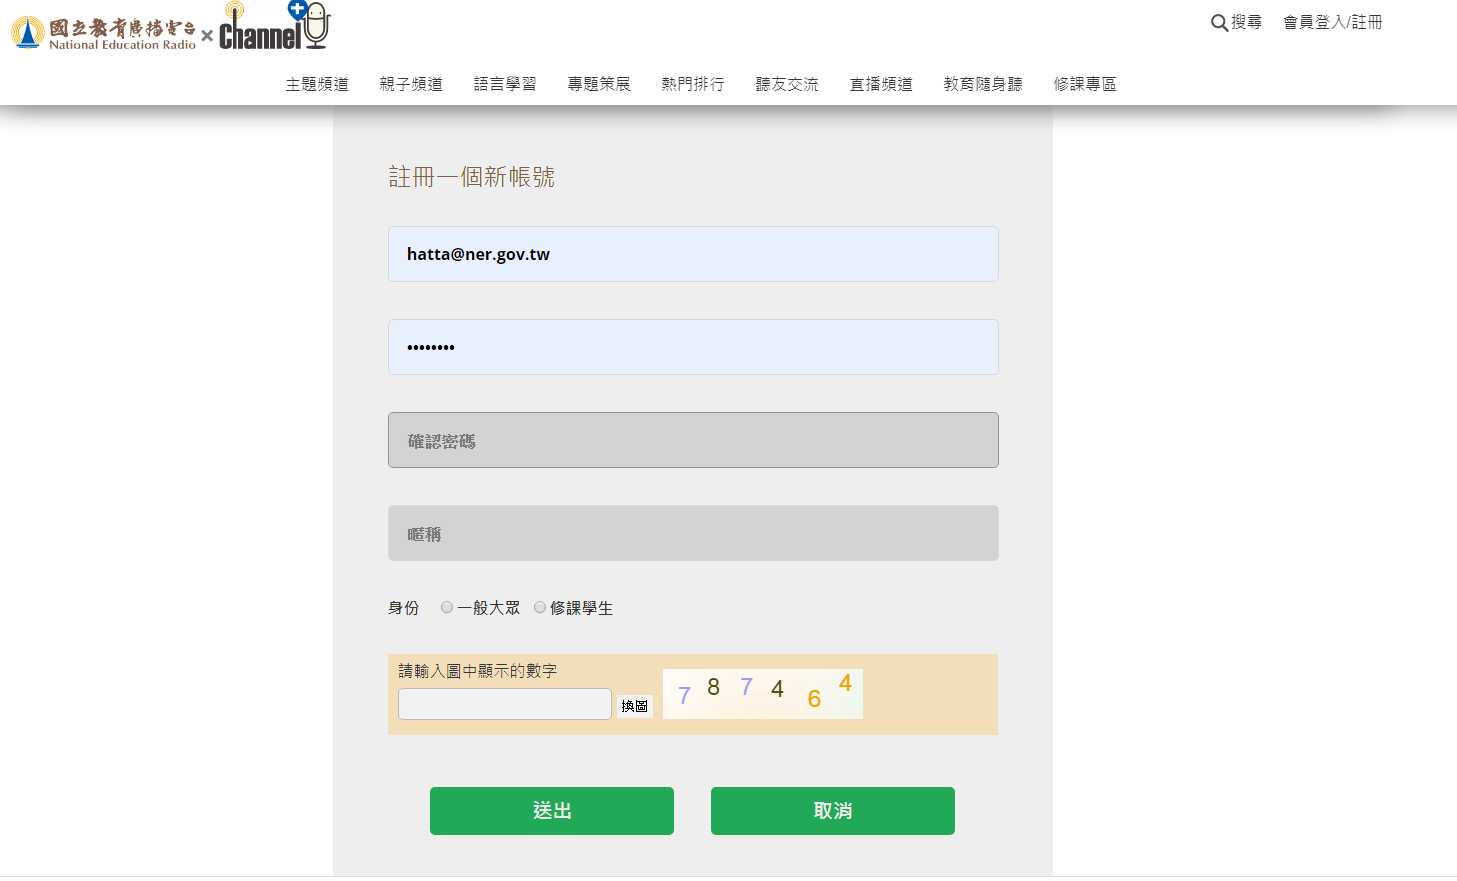 國立教育廣播電台
National Education Radio
×
Channel
搜尋 會員登入/註冊
主題頻道 親子頻道 語言學習 專題策展 熱門排行 聽友交流 直播頻道 教育隨身聽 修課專區
註冊一個新帳號
hatta@ner.gov.tw
••••••••
確認密碼
暱稱
身份 一般大眾 修課學生
請輸入圖中顯示的數字
換圖 7 8 7 4 6 4
送出 取消